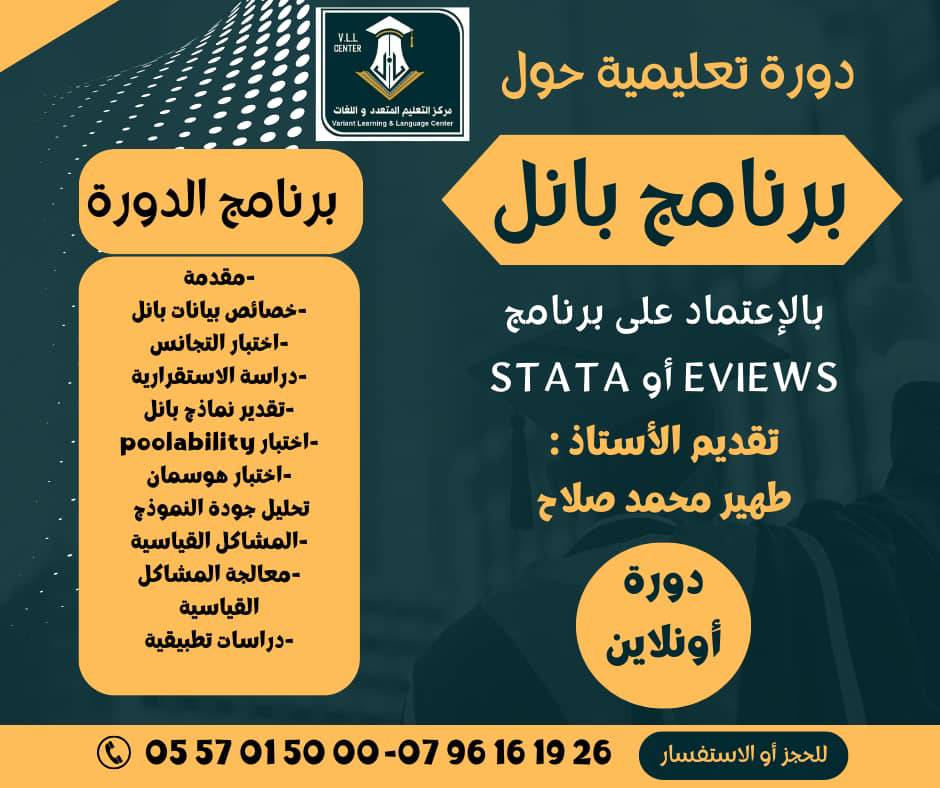 V.L.L
CENTER
مركز التعليم المتعدد و اللغات
Variant Learning & Language Center
دورة تعليمية حول
برنامج بانل
بالإعتماد على برنامج
EVIEWS أو STATA
تقديم الأستاذ :
طهير محمد صلاح
دورة
أونلاين
برنامج الدورة
-مقدمة
-خصائص بيانات بانل
-اختبار التجانس
-دراسة الاستقرارية
-تقدير نماذج بانل
-اختبار poolability
-اختبار هوسمان
تحليل جودة النموذج
-المشاكل القياسية
-معالجة المشاكل
القياسية
-دراسات تطبيقية
للحجز أو الاستفسار
05 57 01 50 00 -07 96 16 19 26